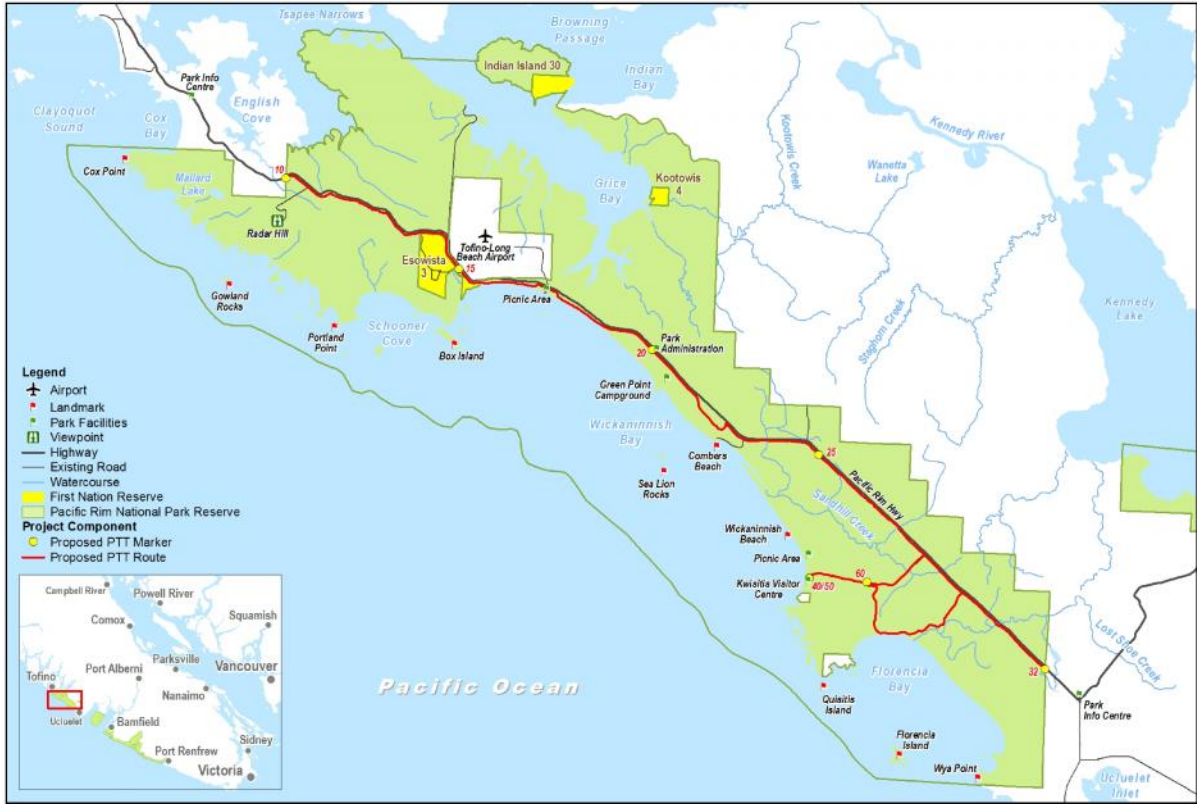 Tsapee Narrows
Browning
Passage
Indian Island 30
Indian
Bay
Park Info
Centre
English
Cove
Clayoquot
Sound
Cox
Bay
Kootowis Creek
Kennedy River
Wanetta
Lake
Cox Point
Mallard
Lake
10
Grice
Bay
Kootowis
4
Radar Hill
Tofino-Long
Beach Airport
Esowista
3
15
Gowland
Rocks
Picnic Area
Staghorn Creek
Kennedy
Lake
Portland
Point
Schooner
Cove
Box Island
20
Park
Administration
Green Point
Campground
Legend
Airport
Landmark
Park Facilities
Viewpoint
Highway
Existing Road
Watercourse
First Nation Reserve
Pacific Rim National Park Reserve
Project Component
Proposed PTT Marker
Proposed PTT Route
Wickaninnish
Bay
Combers
Beach
25
Sea Lion
Rocks
Pacific Rim Hwy
Sandhill Creek
Wickaninnish
Beach
Picnic Area
60
Kwisitis Visitor
Centre
40/50
Lost Shoe Creek
Florencia
Bay
32
Pacific Ocean
Quisitis
Island
Park
Info Centre
Florencia
Island
Wya Point
Ucluelet
Inlet
Campbell River
Powell River
Squamish
Comox
Vancouver
Port Alberni
Parksville
Tofino
Nanaimo
Ucluelet
Bamfield
Sidney
Port Renfrew
Victoria